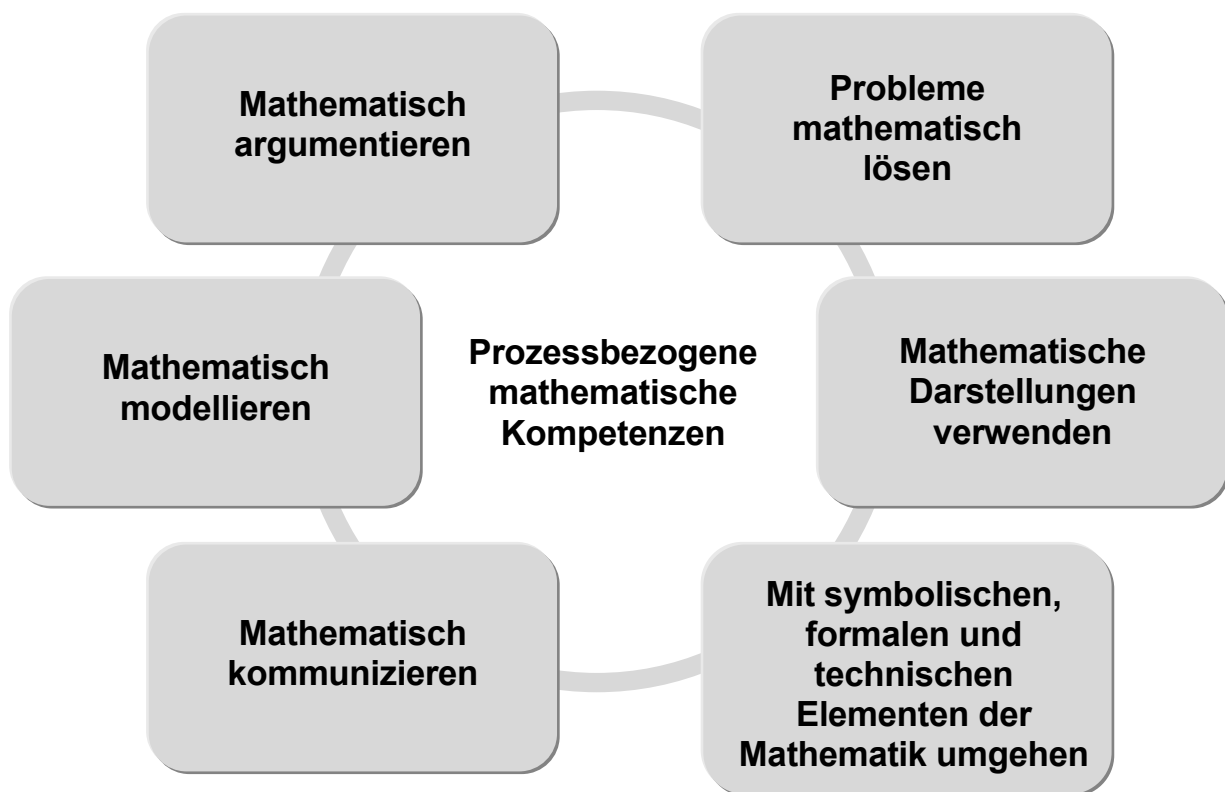 Mathematisch
argumentieren
Probleme
mathematisch
lösen
Mathematisch
modellieren
Prozessbezogene
mathematische
Kompetenzen
Mathematische
Darstellungen
verwenden
Mathematisch
kommunizieren
Mit symbolischen,
formalen und
technischen
Elementen der
Mathematik umgehen